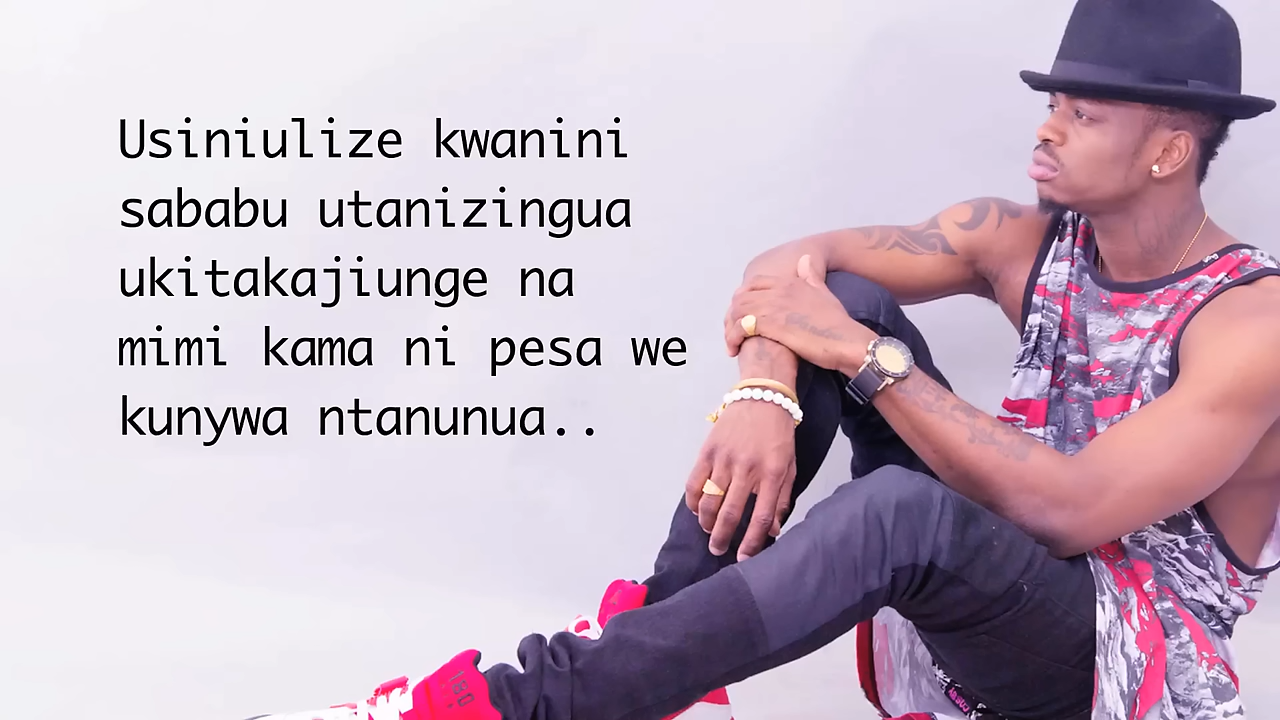 Usiniulize kwanini
sababu utanizingua
ukitakajiunge na
mimi kama ni pesa we
kunywa ntanunua..